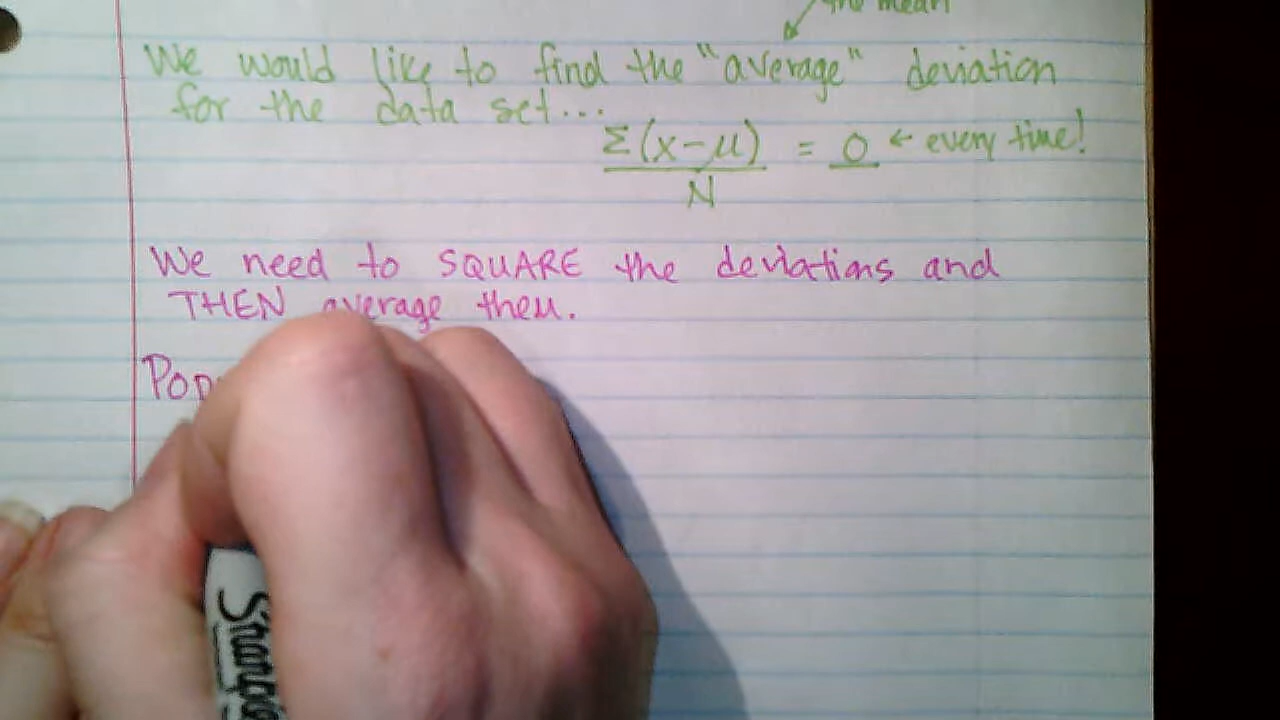 the mean
We would like to find the "average" deviation
for the data set...
Σ(x-μ)
= 0 ← every time!
N
We need to SQUARE the deviations and
THEN average them.
Pop
Sharpie